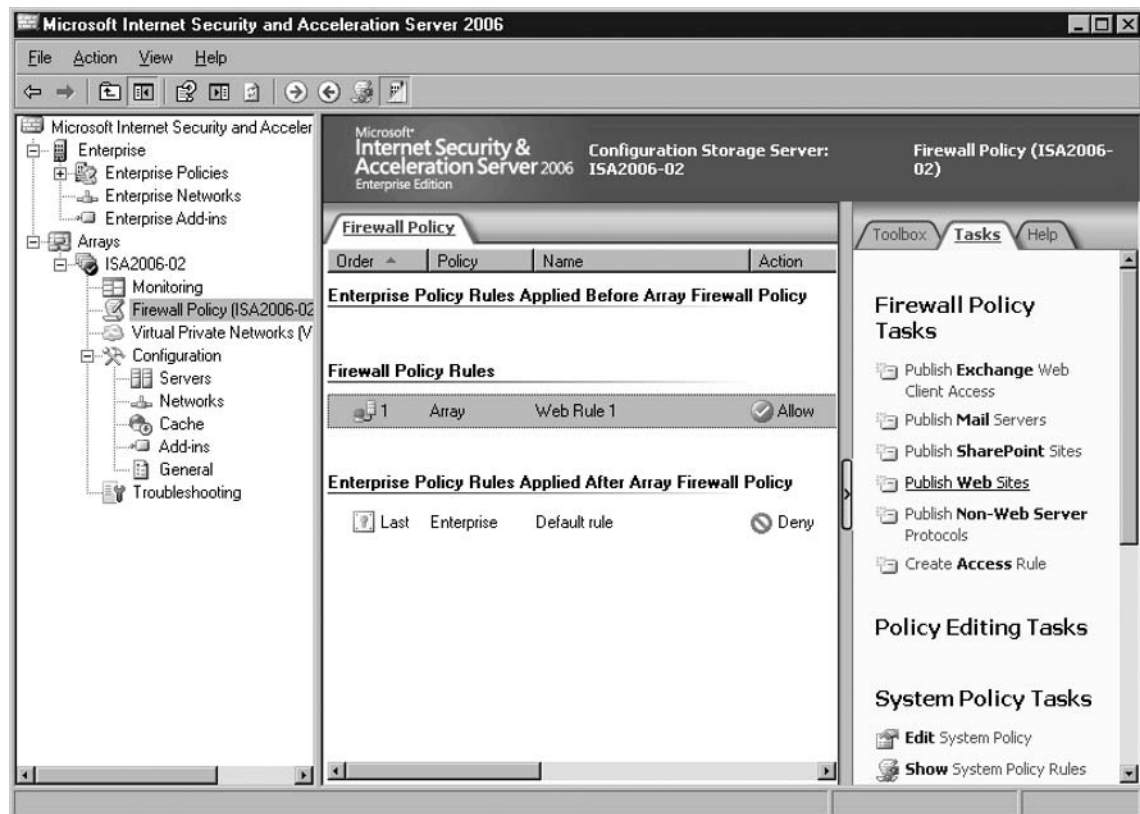 Microsoft Internet Security and Acceleration Server 2006
File Action View Help
Microsoft Internet Security and Acceler
Enterprise
Enterprise Policies
Enterprise Networks
Enterprise Add-ins
Arrays
ISA2006-02
Monitoring
Firewall Policy (ISA2006-02
Virtual Private Networks (V
Configuration
Servers
Networks
Cache
Add-ins
General
Troubleshooting
Microsoft
Internet Security &
Acceleration Server 2006
Enterprise Edition
Configuration Storage Server:
ISA2006-02
Firewall Policy (ISA2006-
02)
Firewall Policy
Order Policy Name Action
Enterprise Policy Rules Applied Before Array Firewall Policy
Firewall Policy Rules
1 Array Web Rule 1 Allow
Enterprise Policy Rules Applied After Array Firewall Policy
Last Enterprise Default rule Deny
Toolbox Tasks Help
Firewall Policy
Tasks
Publish Exchange Web
Client Access
Publish Mail Servers
Publish SharePoint Sites
Publish Web Sites
Publish Non-Web Server
Protocols
Create Access Rule
Policy Editing Tasks
System Policy Tasks
Edit System Policy
Show System Policy Rules